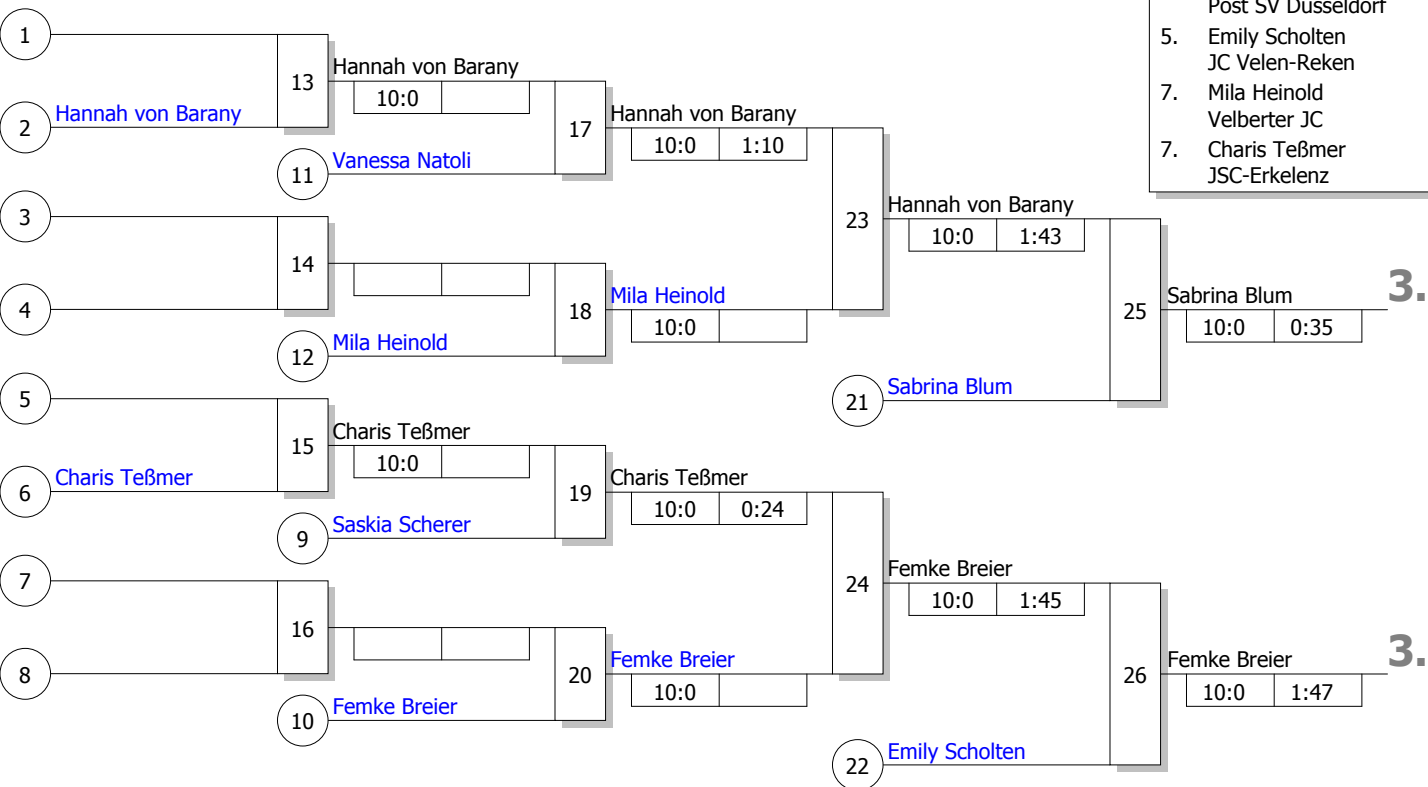 Post SV Düsseldorf
1
5. Emily Scholten
JC Velen-Reken
13
Hannah von Barany
10:0
7. Mila Heinold
Velberter JC
2
Hannah von Barany
17
Hannah von Barany
10:0 1:10
11
Vanessa Natoli
7. Charis Teßmer
JSC-Erkelenz
3
23
Hannah von Barany
10:0 1:43
14
4
18
Mila Heinold
10:0
25
Sabrina Blum
10:0 0:35
3.
12
Mila Heinold
5
21
Sabrina Blum
15
Charis Teßmer
10:0
6
Charis Teßmer
19
Charis Teßmer
10:0 0:24
9
Saskia Scherer
7
24
Femke Breier
10:0 1:45
16
8
20
Femke Breier
10:0
26
Femke Breier
10:0 1:47
3.
10
Femke Breier
22
Emily Scholten